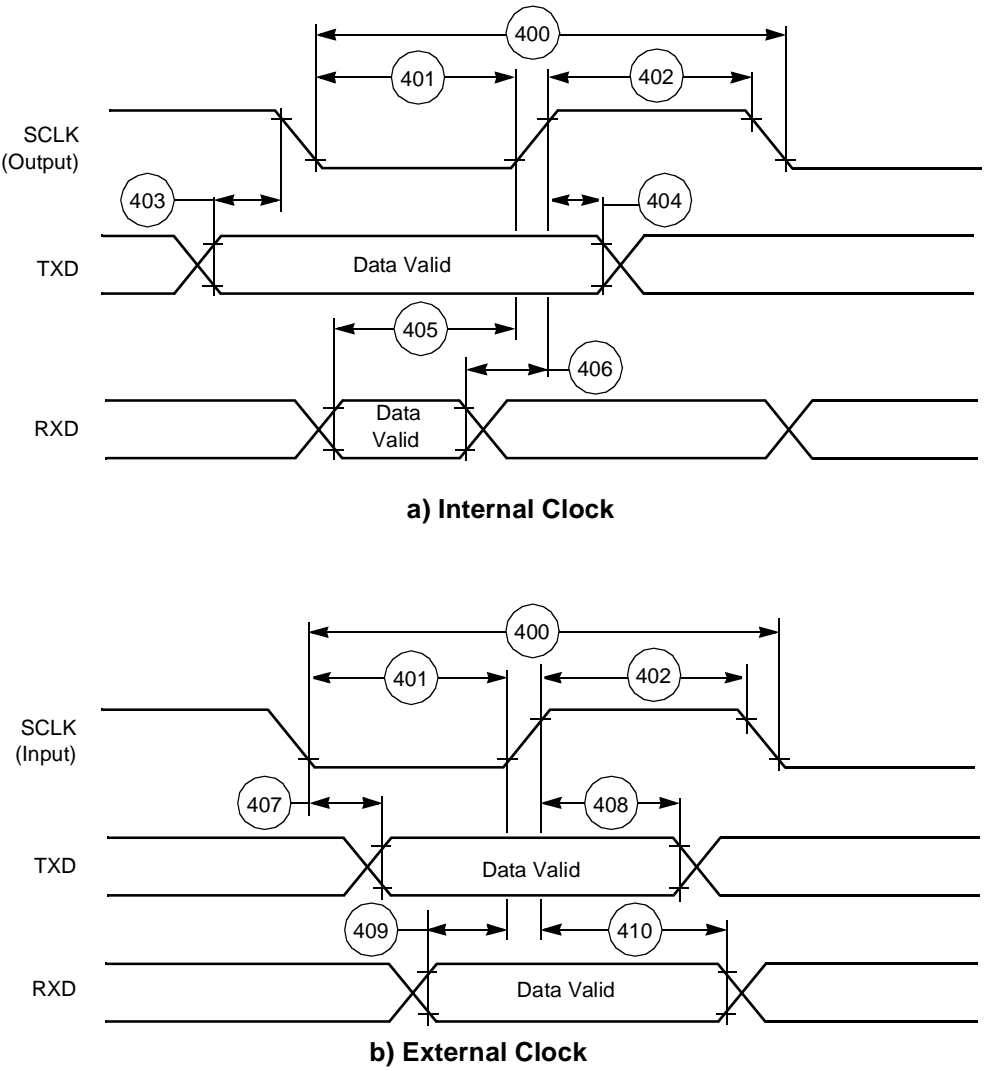 400
401
402
SCLK
(Output)
403
404
TXD
Data Valid
405
406
RXD
Data
Valid
a) Internal Clock
400
401
402
SCLK
(Input)
407
408
TXD
Data Valid
409
410
RXD
Data Valid
b) External Clock